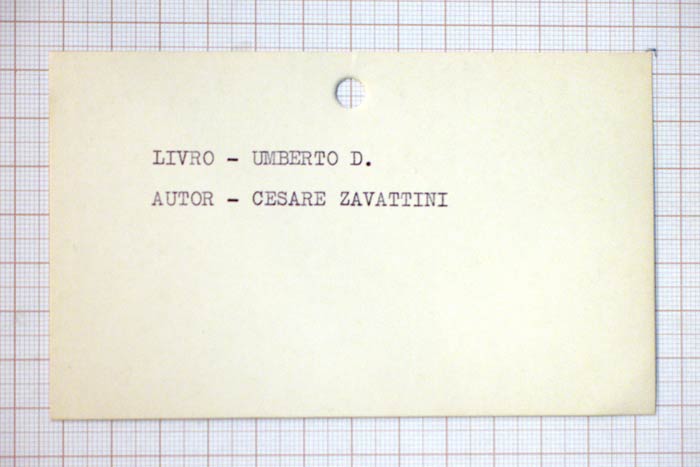 LIVRO - UMBERTO D.
AUTOR - CESARE ZAVATTINI